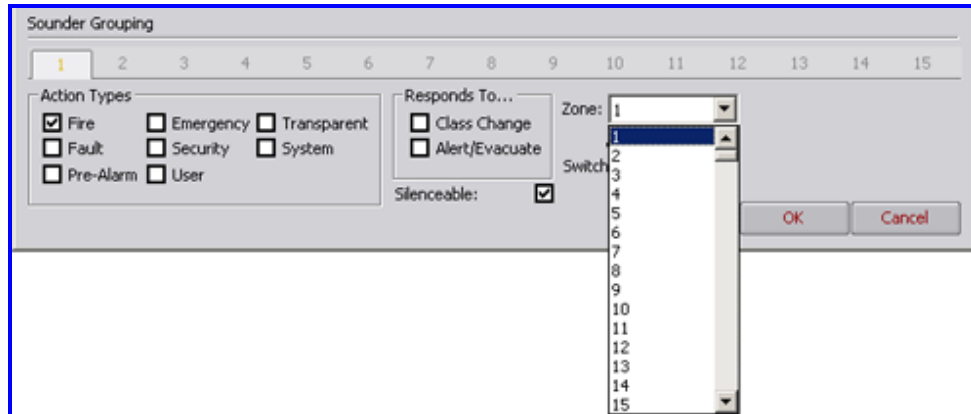 Sounder Grouping
1 2 3 4 5 6 7 8 9 10 11 12 13 14 15
Action Types
Fire Emergency Transparent
Fault Security System
Pre-Alarm User
Responds To...
Class Change
Alert/Evacuate
Silenceable:
Zone: 1
Switch
1
2
3
4
5
6
7
8
9
10
11
12
13
14
15
OK Cancel